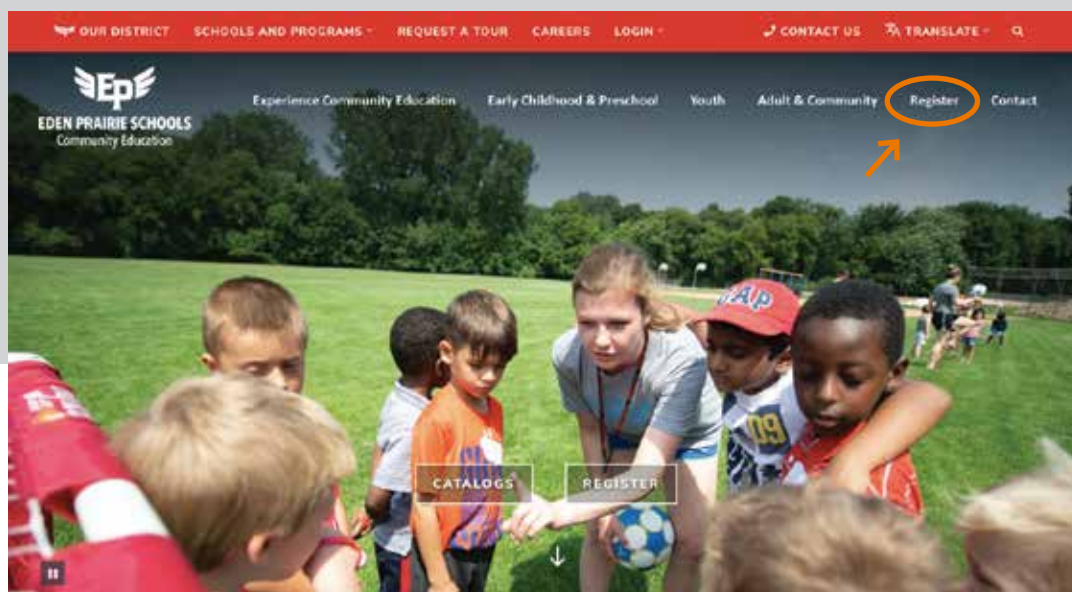 OUR DISTRICT SCHOOLS AND PROGRAMS REQUEST A TOUR CAREERS LOGIN CONTACT US TRANSLATE
EP
EDEN PRAIRIE SCHOOLS
Community Education
Experience Community Education Early Childhood & Preschool Youth Adult & Community Register Contact
GAP
09
CATALOGS REGISTER